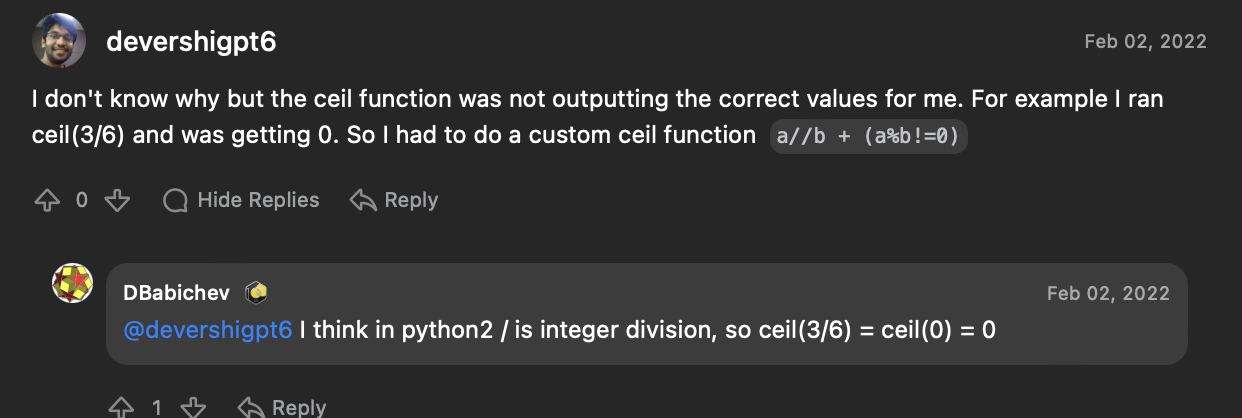 devershigpt6
Feb 02, 2022
I don't know why but the ceil function was not outputting the correct values for me. For example I ran
ceil(3/6) and was getting 0. So I had to do a custom ceil function a//b + (a%b!=0)
0 Hide Replies Reply
DBabichev
Feb 02, 2022
@devershigpt6 I think in python2 / is integer division, so ceil(3/6) = ceil(0) = 0
1 Reply